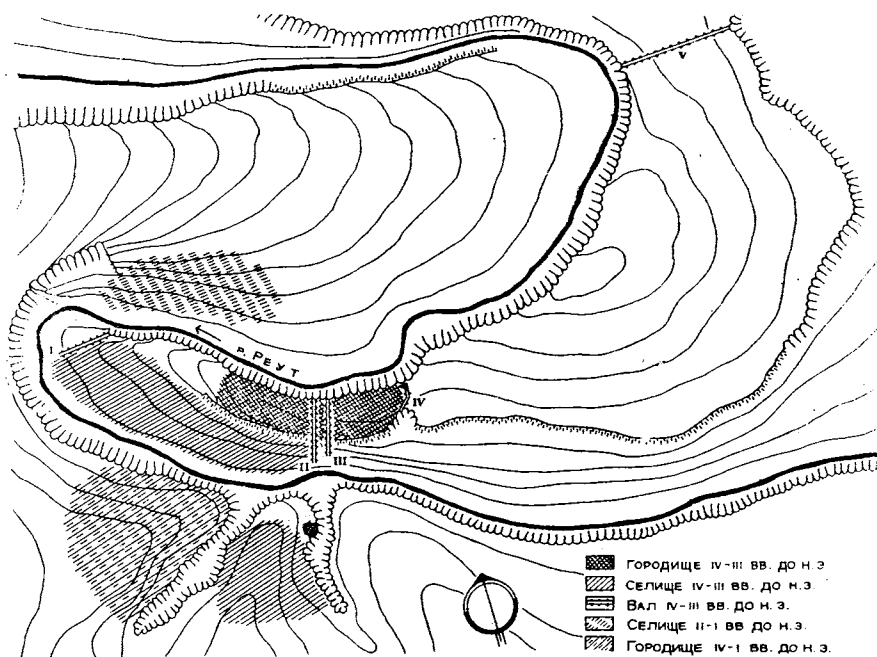 V
I
Р. РЕУТ
IV
II III
ГОРОДИЩЕ IV-III ВВ. ДО Н. Э
СЕЛИЩЕ IV-III ВВ. ДО Н.Э.
ВАЛ IV-III ВВ. ДО Н.Э.
СЕЛИЩЕ II-I ВВ ДО Н.Э.
ГОРОДИЩЕ IV-I ВВ. ДО Н.Э.